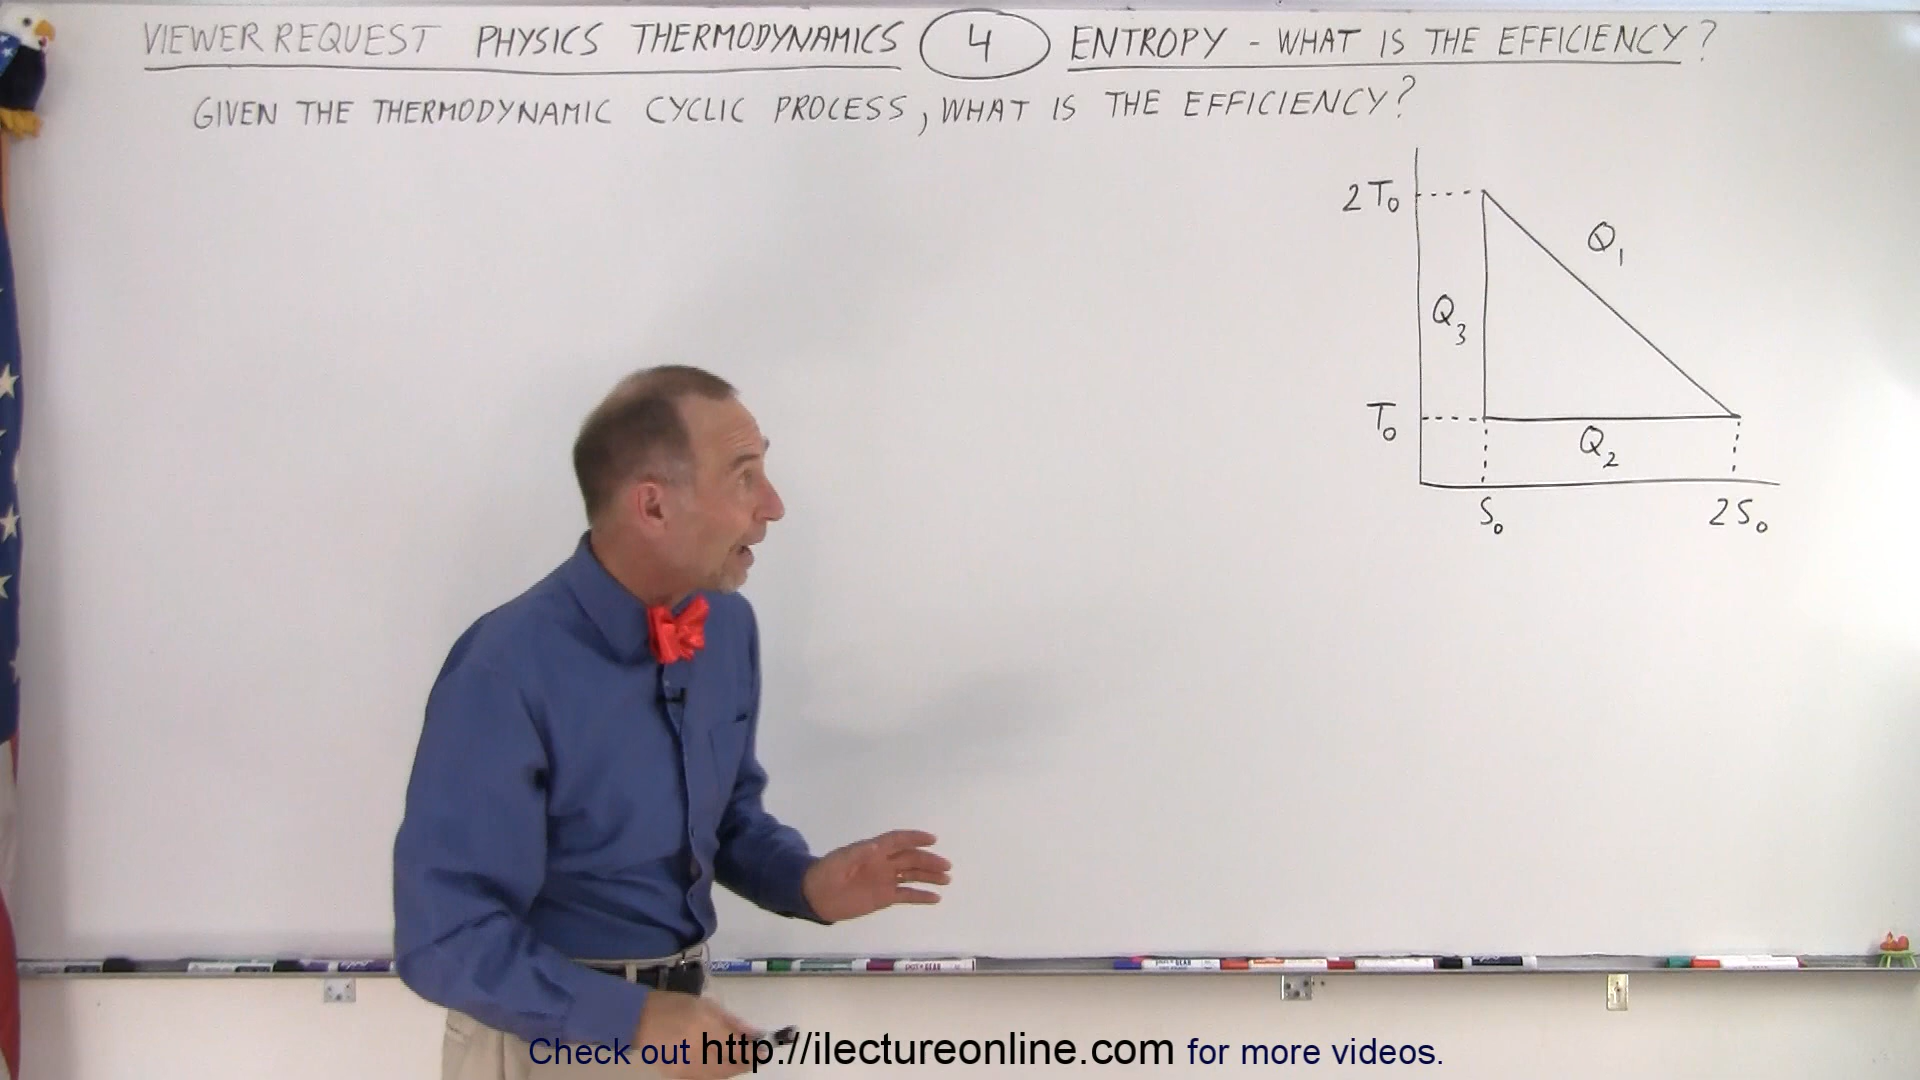 VIEWER REQUEST PHYSICS THERMODYNAMICS 4 ENTROPY - WHAT IS THE EFFICIENCY?
GIVEN THE THERMODYNAMIC CYCLIC PROCESS, WHAT IS THE EFFICIENCY?
2T₀
Q₁
Q₃
T₀
Q₂
S₀ 2S₀
Check out http://ilectureonline.com for more videos.